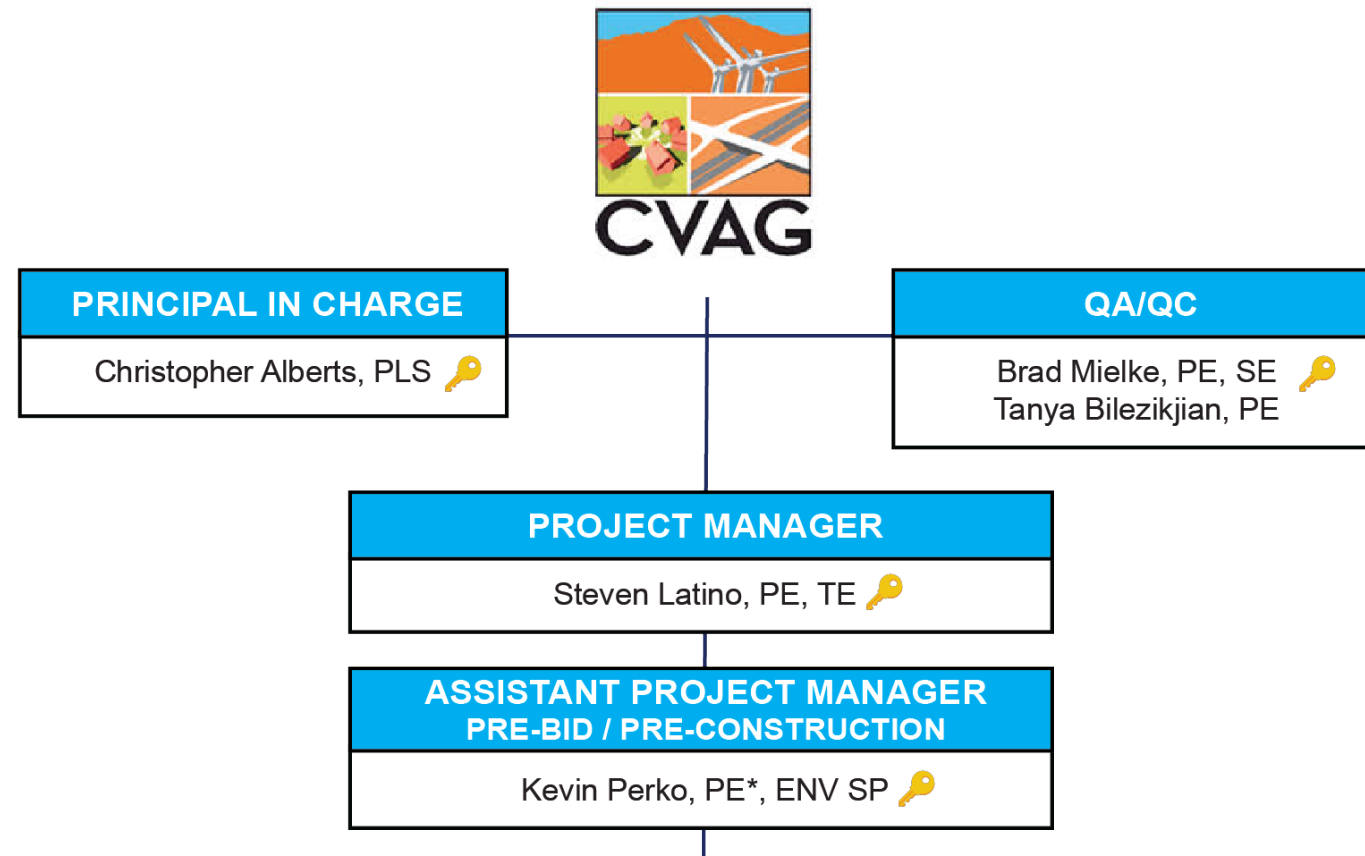 CVAG
PRINCIPAL IN CHARGE
Christopher Alberts, PLS
QA/QC
Brad Mielke, PE, SE
Tanya Bilezikjian, PE
PROJECT MANAGER
Steven Latino, PE, TE
ASSISTANT PROJECT MANAGER
PRE-BID / PRE-CONSTRUCTION
Kevin Perko, PE*, ENV SP